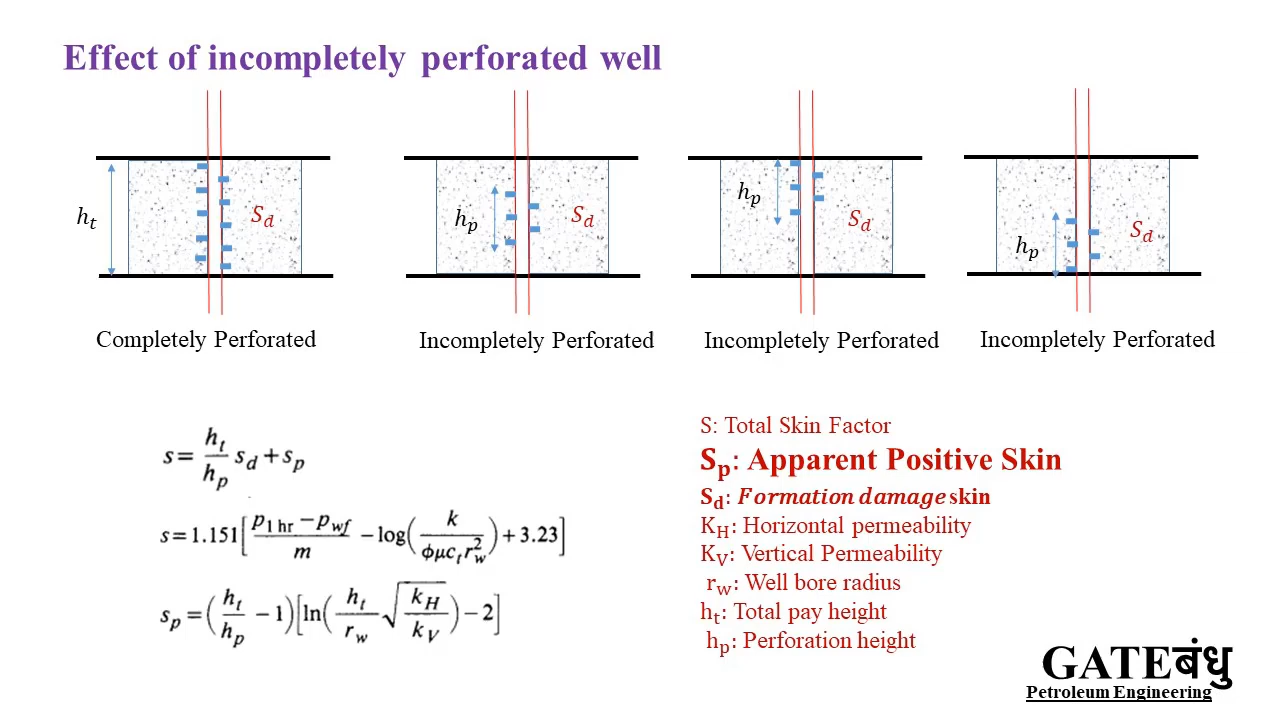 Effect of incompletely perforated well
h_t
S_d
h_p
S_d
h_p
S_d
h_p
S_d
Completely Perforated
Incompletely Perforated
Incompletely Perforated
Incompletely Perforated
s = h_t/h_p s_d + s_p
s = 1.151[(p_1 hr − p_wf)/m − log(k/(ϕμc_t r_w^2)) + 3.23]
s_p = (h_t/h_p − 1)[ln(h_t/r_w √(k_H/k_V)) − 2]
S: Total Skin Factor
S_p: Apparent Positive Skin
S_d: Formation damage skin
K_H: Horizontal permeability
K_V: Vertical Permeability
r_w: Well bore radius
h_t: Total pay height
h_p: Perforation height
GATEबंधु
Petroleum Engineering